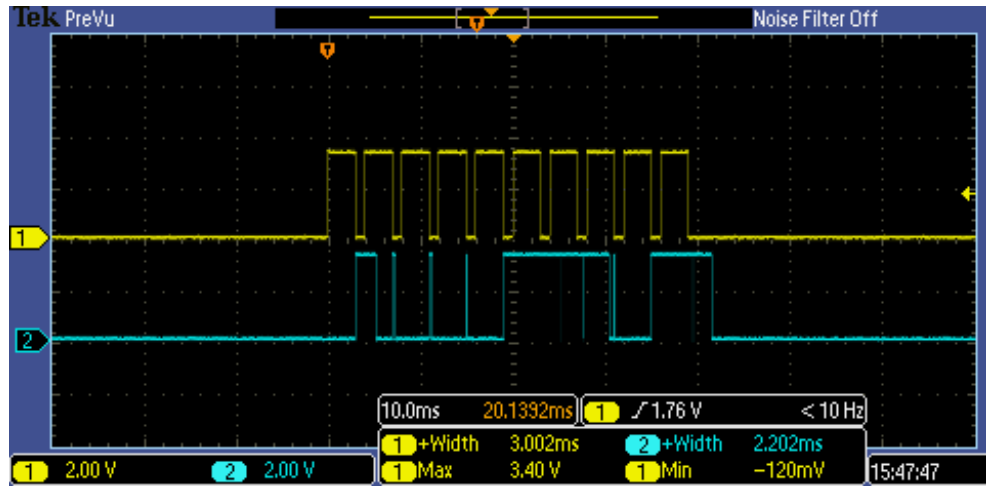 Tek PreVu Noise Filter Off
T
T
1
2
10.0ms 20.1392ms 1 1.76 V < 10 Hz
1 +Width 3.002ms 2 +Width 2.202ms
1 Max 3.40 V 1 Min −120mV
1 2.00 V 2 2.00 V 15:47:47